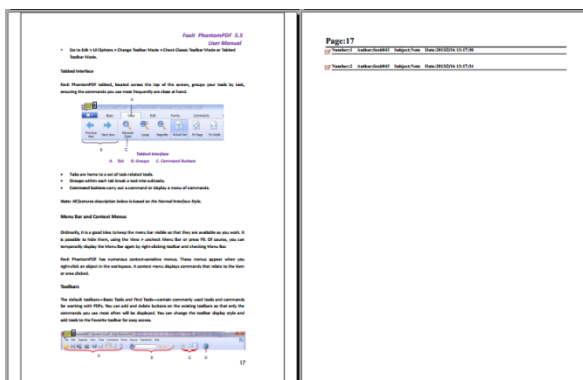 Foxit PhantomPDF 5.5
User Manual
• Go to Edit > UI Options > Change Toolbar Mode > Check Classic Toolbar Mode or Tabbed
Toolbar Mode.
Tabbed Interface
Foxit PhantomPDF tabbed, located across the top of the screen, groups your tools by task,
ensuring the commands you use most frequently are close at hand.
A
View Edit Forms Comments
B
C
Tabbed Interface
A. Tab B. Groups C. Command Buttons
• Tabs are home to a set of task-related tools.
• Groups within each tab break a task into subtasks.
• Command buttons carry out a command or display a menu of commands.
Note: All features description below is based on the Normal Interface Style.
Menu Bar and Context Menus
Ordinarily, it is a good idea to keep the menu bar visible so that they are available as you work. It
is possible to hide them, using the View > uncheck Menu Bar or press F9. Of course, you can
temporarily display the Menu Bar again by right-clicking toolbar and checking Menu Bar.
Foxit PhantomPDF has numerous context-sensitive menus. These menus appear when you
right-click an object in the workspace. A context menu displays commands that relate to the item
or area clicked.
Toolbars
The default toolbars—Basic Tools and Find Tools—contain commonly used tools and commands
for working with PDFs. You can add and delete buttons on the existing toolbars so that only the
commands you use most often will be displayed. You can change the toolbar display style and
add tools to the Favorite toolbar for easy access.
A B C D
17
Page:17
Subject:Note
Subject:Note